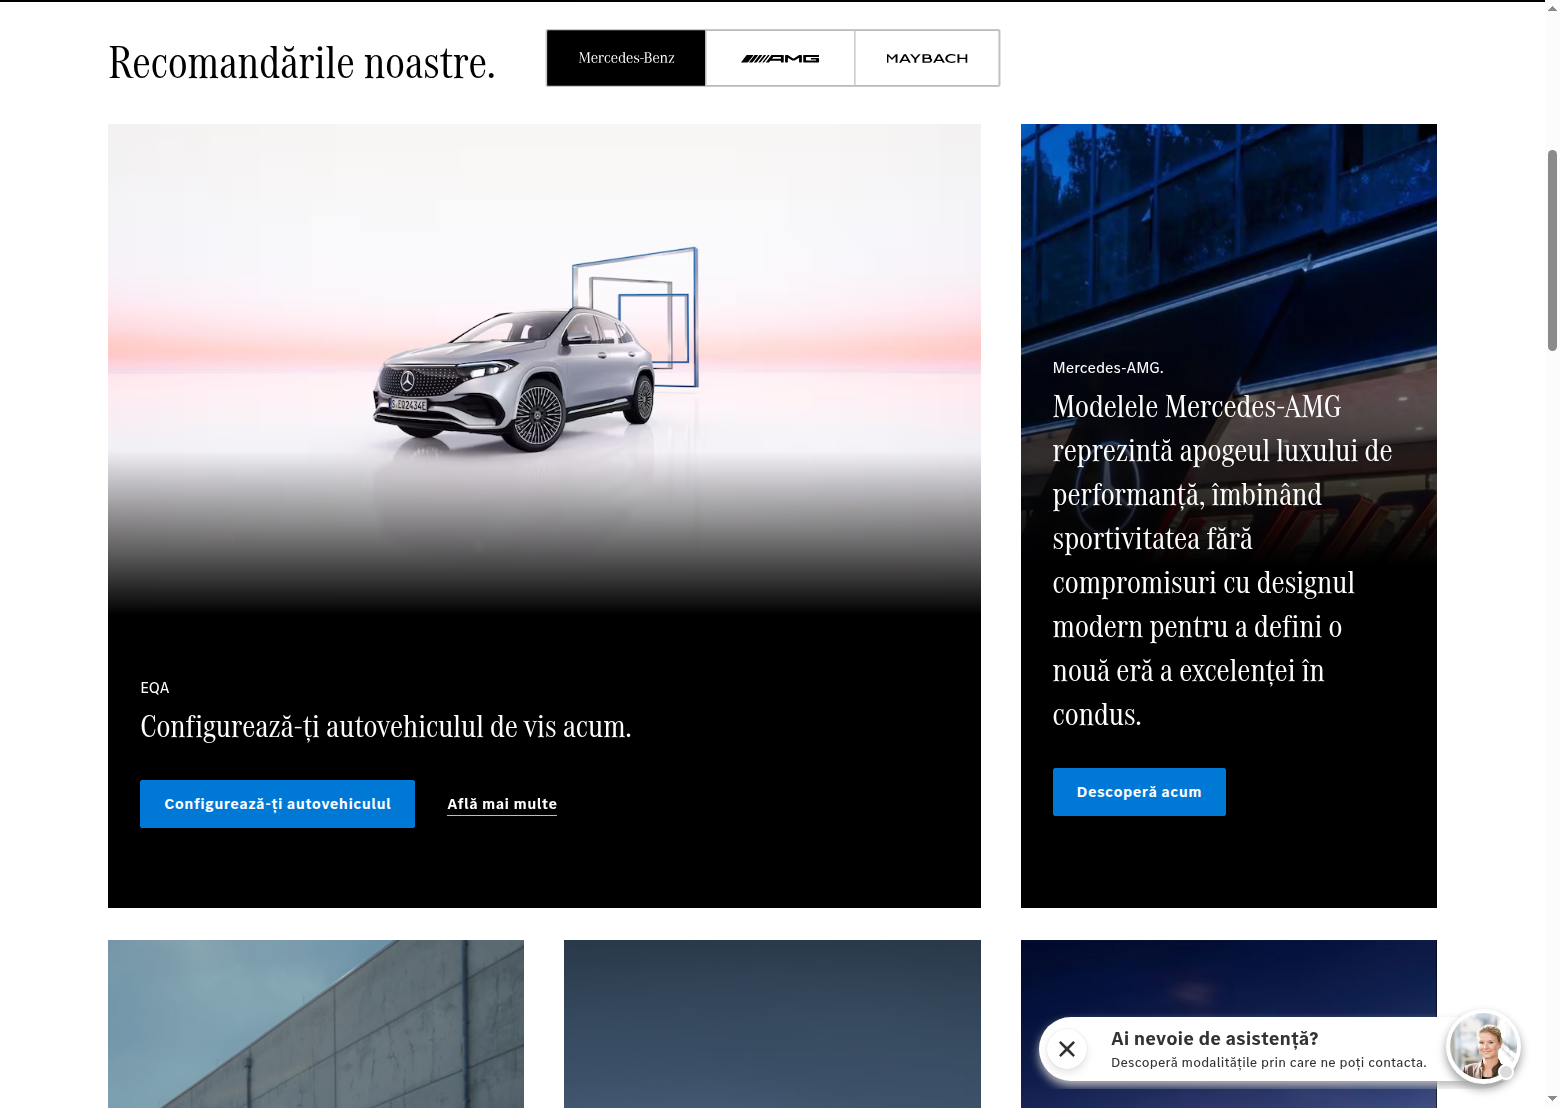 Recomandările noastre.
Mercedes-Benz
AMG
MAYBACH
S·EQ2434E
Mercedes-AMG.
Modelele Mercedes-AMG
reprezintă apogeul luxului de
performanță, îmbinând
sportivitatea fără
compromisuri cu designul
modern pentru a defini o
nouă eră a excelenței în
condus.
Descoperă acum
EQA
Configurează-ți autovehiculul de vis acum.
Configurează-ți autovehiculul
Află mai multe
Ai nevoie de asistență?
Descoperă modalitățile prin care ne poți contacta.